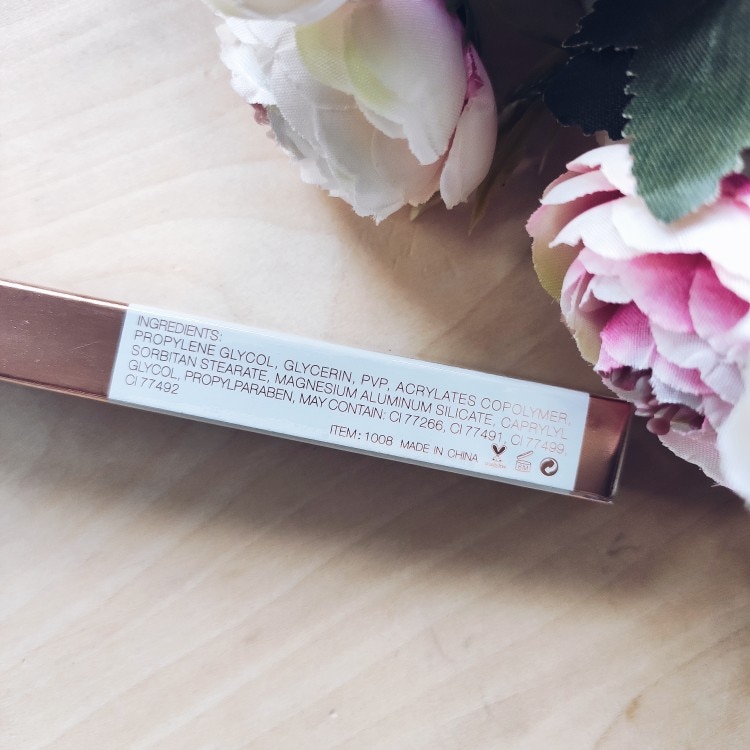 INGREDIENTS:
PROPYLENE GLYCOL, GLYCERIN, PVP, ACRYLATES COPOLYMER,
SORBITAN STEARATE, MAGNESIUM ALUMINUM SILICATE, CAPRYLYL
GLYCOL, PROPYLPARABEN, MAY CONTAIN: CI 77266, CI 77491, CI 77499,
CI 77492
ITEM: 1008 MADE IN CHINA